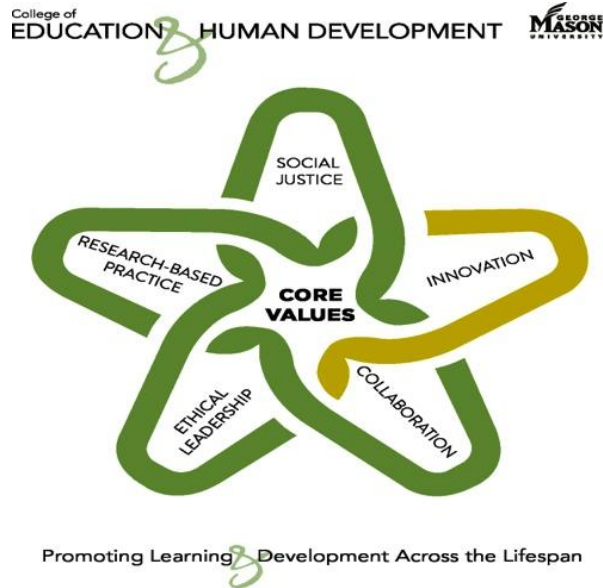 College of
EDUCATION & HUMAN DEVELOPMENT
GEORGE
MASON
UNIVERSITY
SOCIAL
JUSTICE
RESEARCH-BASED
PRACTICE
INNOVATION
CORE
VALUES
ETHICAL
LEADERSHIP
COLLABORATION
Promoting Learning & Development Across the Lifespan